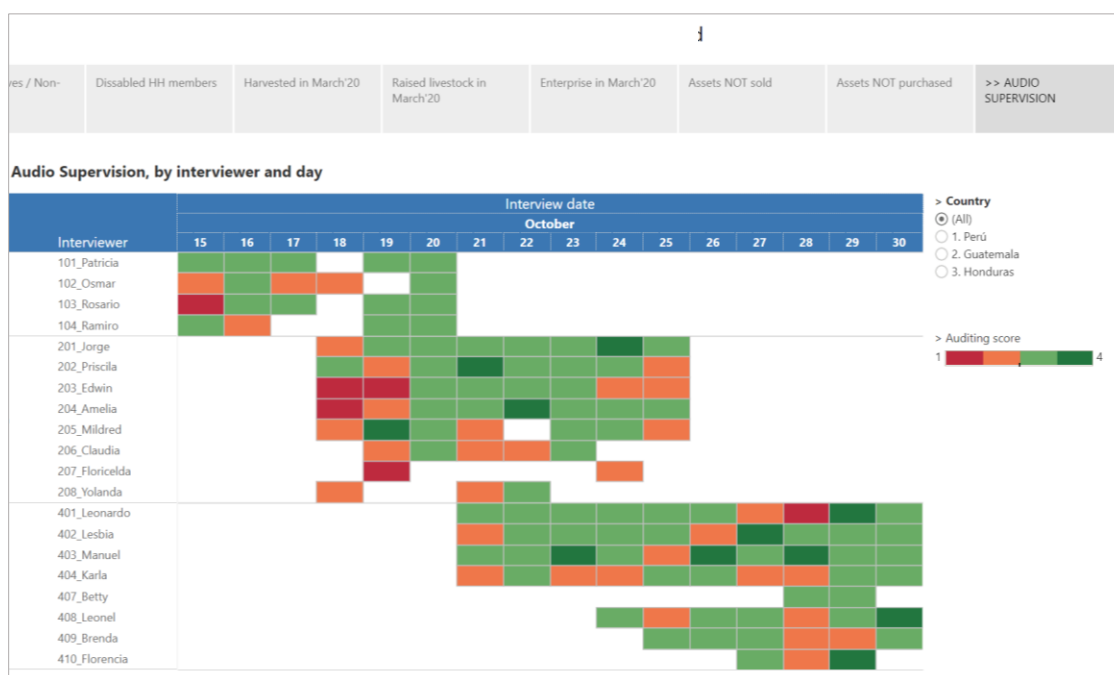 d
ves / Non-
Dissabled HH members
Harvested in March'20
Raised livestock in
March'20
Enterprise in March'20
Assets NOT sold
Assets NOT purchased
>> AUDIO
SUPERVISION
Audio Supervision, by interviewer and day
Interview date
October
Interviewer 15 16 17 18 19 20 21 22 23 24 25 26 27 28 29 30
101_Patricia
102_Osmar
103_Rosario
104_Ramiro
201_Jorge
202_Priscila
203_Edwin
204_Amelia
205_Mildred
206_Claudia
207_Floricelda
208_Yolanda
401_Leonardo
402_Lesbia
403_Manuel
404_Karla
407_Betty
408_Leonel
409_Brenda
410_Florencia
> Country
(All)
1. Perú
2. Guatemala
3. Honduras
> Auditing score
1 4